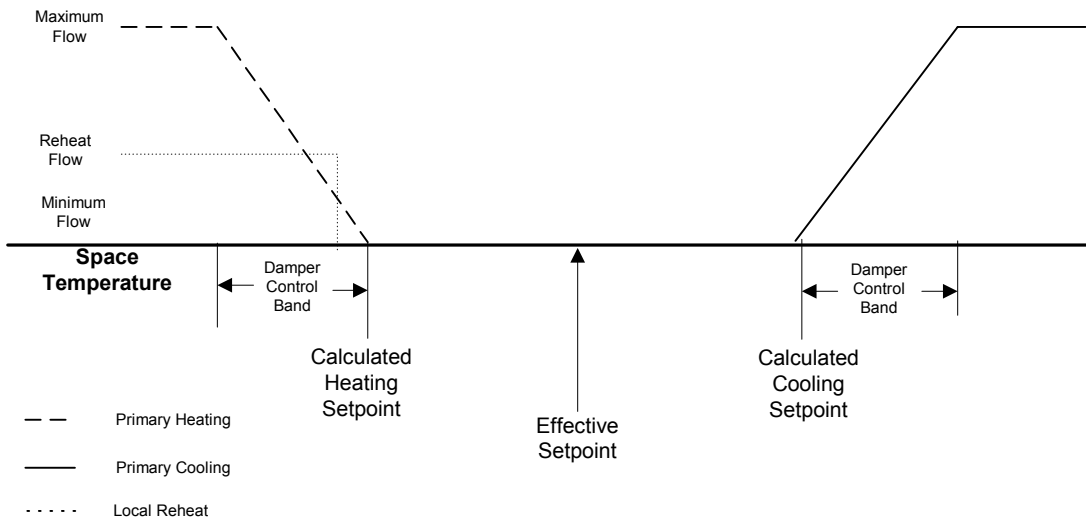 Maximum
Flow
Reheat
Flow
Minimum
Flow
Space
Temperature
Damper
Control
Band
Damper
Control
Band
Calculated
Heating
Setpoint
Calculated
Cooling
Setpoint
Effective
Setpoint
Primary Heating
Primary Cooling
Local Reheat